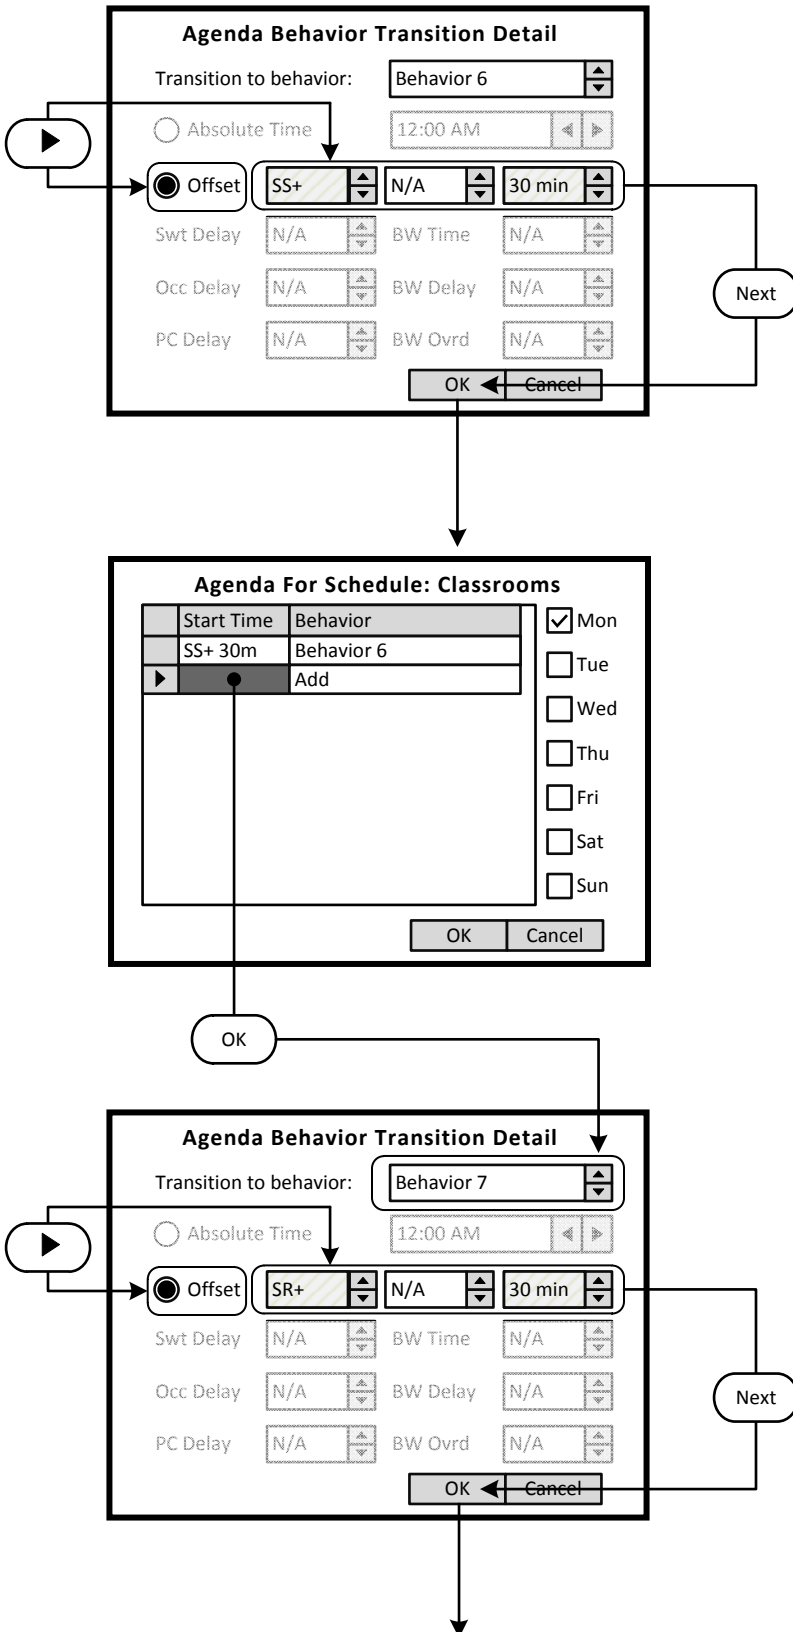 Agenda Behavior Transition Detail
Transition to behavior: Behavior 6
Absolute Time 12:00 AM
Offset SS+ N/A 30 min
Swt Delay N/A BW Time N/A
Occ Delay N/A BW Delay N/A
Next
PC Delay N/A BW Ovrd N/A
OK Cancel
Agenda For Schedule: Classrooms
Start Time Behavior Mon
SS+ 30m Behavior 6
Tue
Add
Wed
Thu
Fri
Sat
Sun
OK Cancel
OK
Agenda Behavior Transition Detail
Transition to behavior: Behavior 7
Absolute Time 12:00 AM
Offset SR+ N/A 30 min
Swt Delay N/A BW Time N/A
Occ Delay N/A BW Delay N/A
Next
PC Delay N/A BW Ovrd N/A
OK Cancel